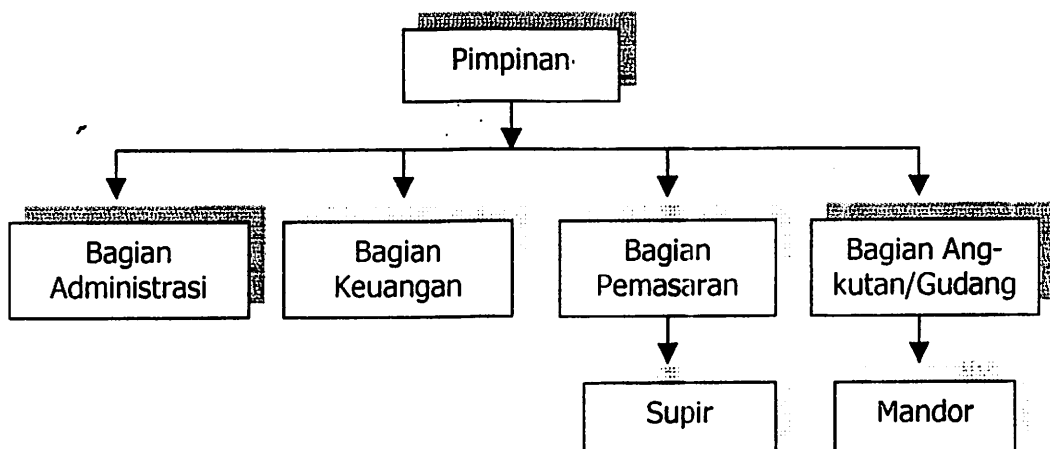 Pimpinan
Bagian
Administrasi
Bagian
Keuangan
Bagian
Pemasaran
Bagian Ang-
kutan/Gudang
Supir
Mandor